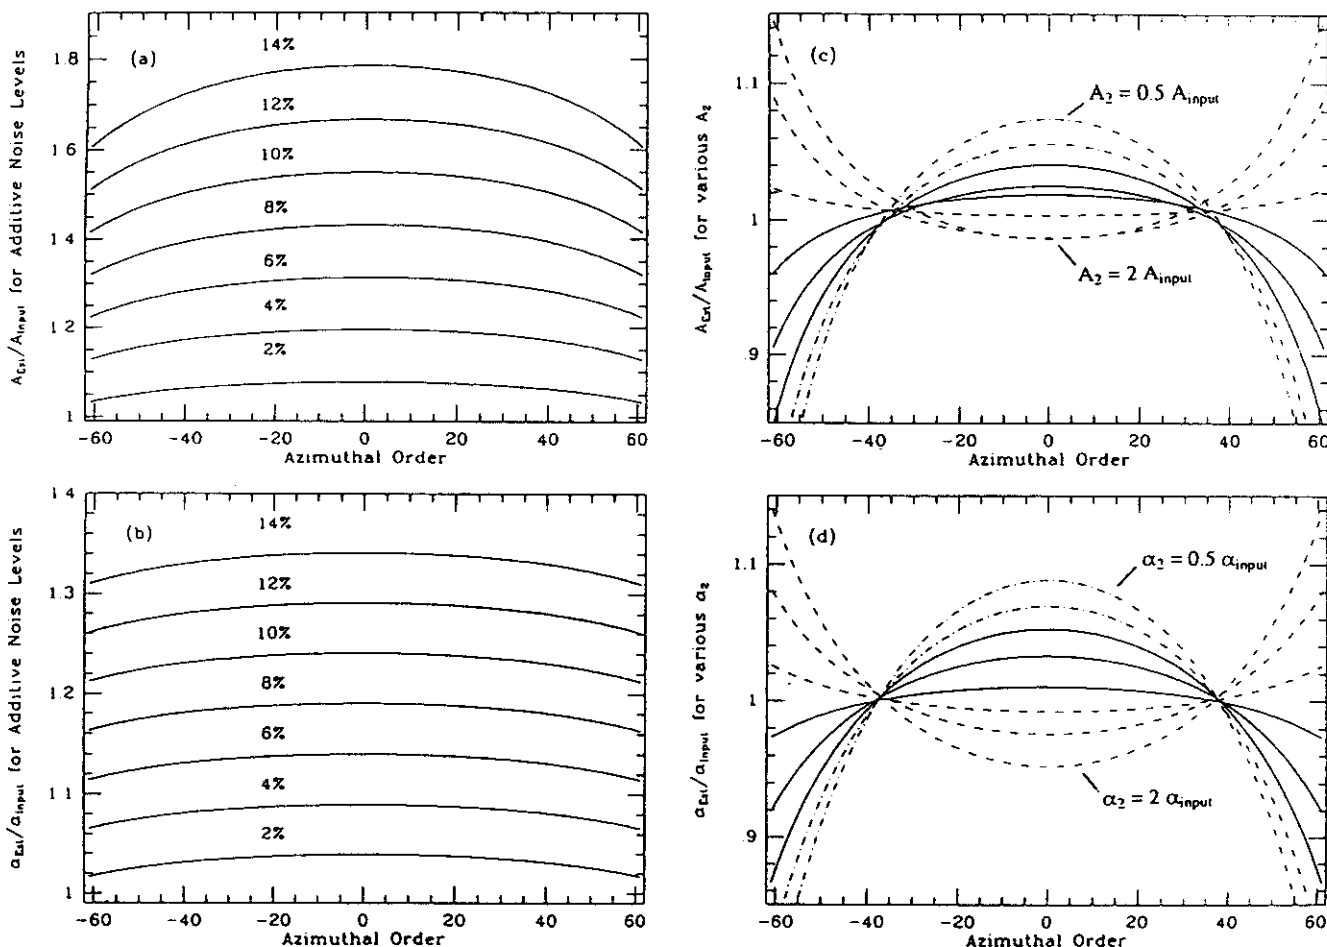 (a)
14%
12%
10%
8%
6%
4%
2%
1.8
1.6
1.4
1.2
1
A_Est/A_Input for Additive Noise Levels
-60 -40 -20 0 20 40 60
Azimuthal Order
(c)
A₂ = 0.5 A_input
A₂ = 2 A_input
1.1
1
.9
A_Est/A_Input for various A₂
-60 -40 -20 0 20 40 60
Azimuthal Order
(b)
14%
12%
10%
8%
6%
4%
2%
1.4
1.3
1.2
1.1
1
α_Est/α_Input for Additive Noise Levels
-60 -40 -20 0 20 40 60
Azimuthal Order
(d)
α₂ = 0.5 α_input
α₂ = 2 α_input
1.1
1
.9
α_Est/α_Input for various α₂
-60 -40 -20 0 20 40 60
Azimuthal Order